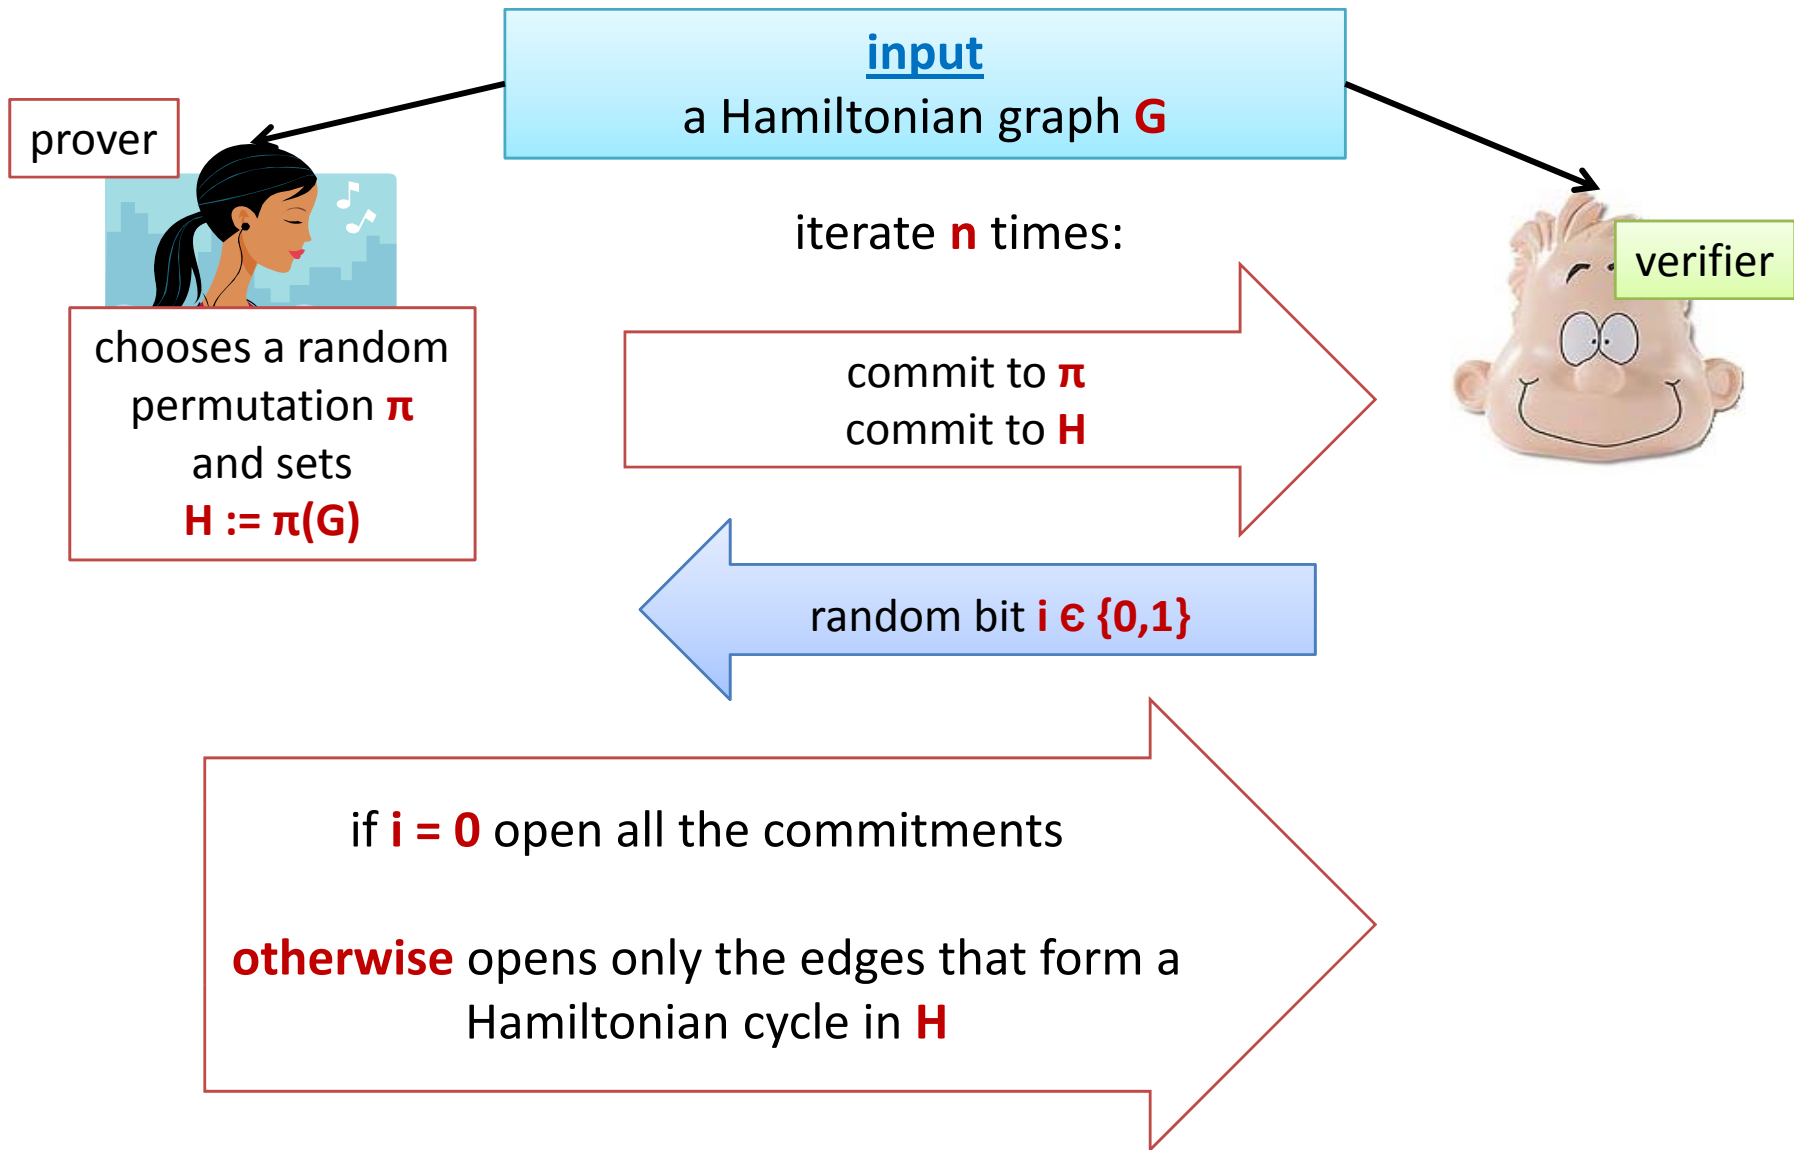 input
a Hamiltonian graph G
prover
verifier
iterate n times:
chooses a random
permutation π
and sets
H := π(G)
commit to π
commit to H
random bit i є {0,1}
if i = 0 open all the commitments
otherwise opens only the edges that form a
Hamiltonian cycle in H